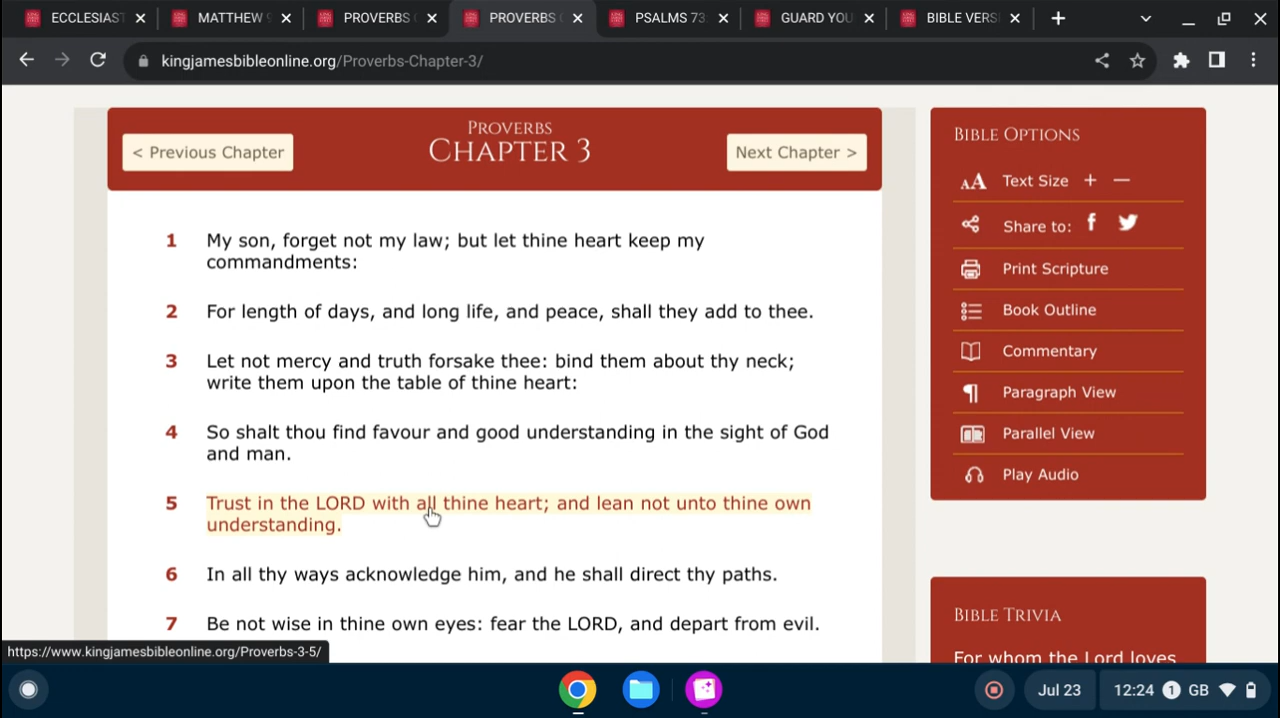 ECCLESIAST
MATTHEW 9
PROVERBS
PROVERBS
PSALMS 73
GUARD YOU
BIBLE VERS
kingjamesbibleonline.org/Proverbs-Chapter-3/
< Previous Chapter
PROVERBS
CHAPTER 3
Next Chapter >
1 My son, forget not my law; but let thine heart keep my
commandments:
2 For length of days, and long life, and peace, shall they add to thee.
3 Let not mercy and truth forsake thee: bind them about thy neck;
write them upon the table of thine heart:
4 So shalt thou find favour and good understanding in the sight of God
and man.
5 Trust in the LORD with all thine heart; and lean not unto thine own
understanding.
6 In all thy ways acknowledge him, and he shall direct thy paths.
7 Be not wise in thine own eyes: fear the LORD, and depart from evil.
BIBLE OPTIONS
AA Text Size + —
Share to:
Print Scripture
Book Outline
Commentary
Paragraph View
Parallel View
Play Audio
BIBLE TRIVIA
For whom the Lord loves
https://www.kingjamesbibleonline.org/Proverbs-3-5/
Jul 23
12:24 1 GB